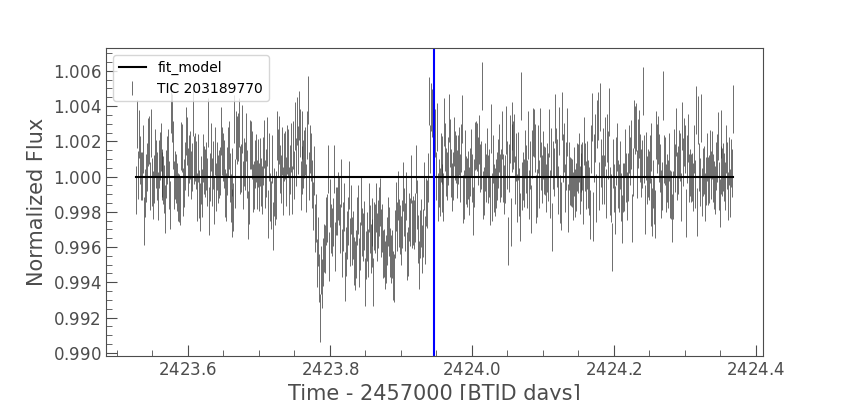 fit_model
TIC 203189770
1.006
1.004
1.002
1.000
0.998
0.996
0.994
0.992
0.990
Normalized Flux
2423.6 2423.8 2424.0 2424.2 2424.4
Time - 2457000 [BTJD days]